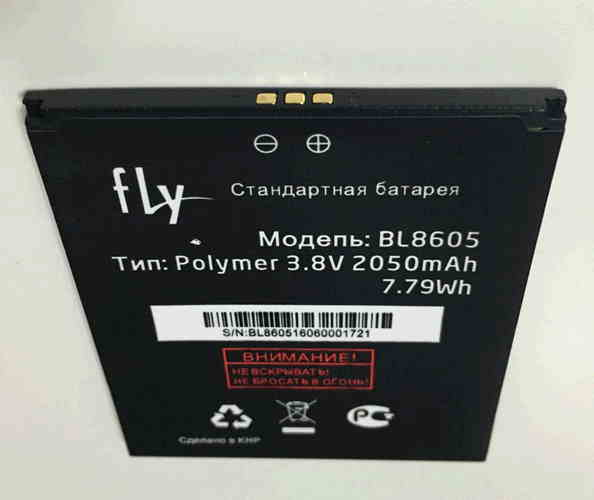 fly Стандартная батарея
Модель: BL8605
Тип: Polymer 3.8V 2050mAh
7.79Wh
S/N:BL860516060001721
ВНИМАНИЕ!
НЕ ВСКРЫВАТЬ!
НЕ БРОСАТЬ В ОГОНЬ!
Сделано в КНР